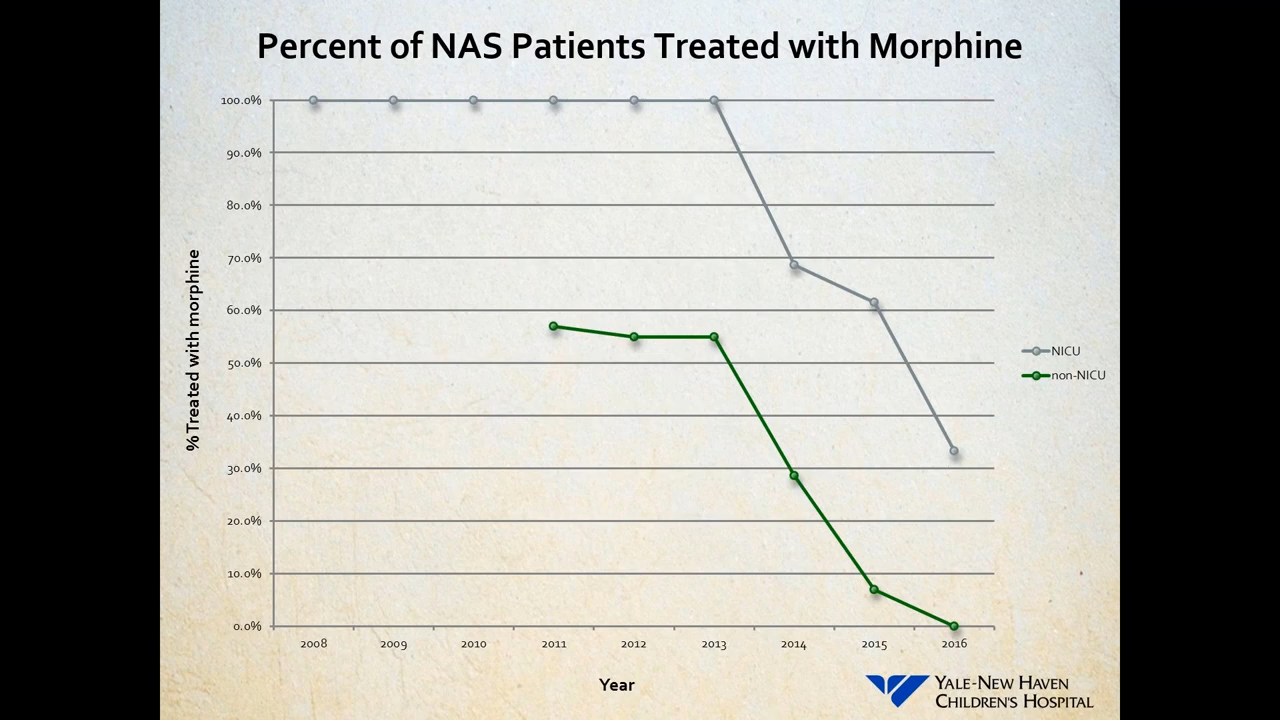 Percent of NAS Patients Treated with Morphine
100.0%
90.0%
80.0%
70.0%
60.0%
50.0%
40.0%
30.0%
20.0%
10.0%
0.0%
% Treated with morphine
2008 2009 2010 2011 2012 2013 2014 2015 2016
Year
NICU
non-NICU
YALE-NEW HAVEN
CHILDREN'S HOSPITAL